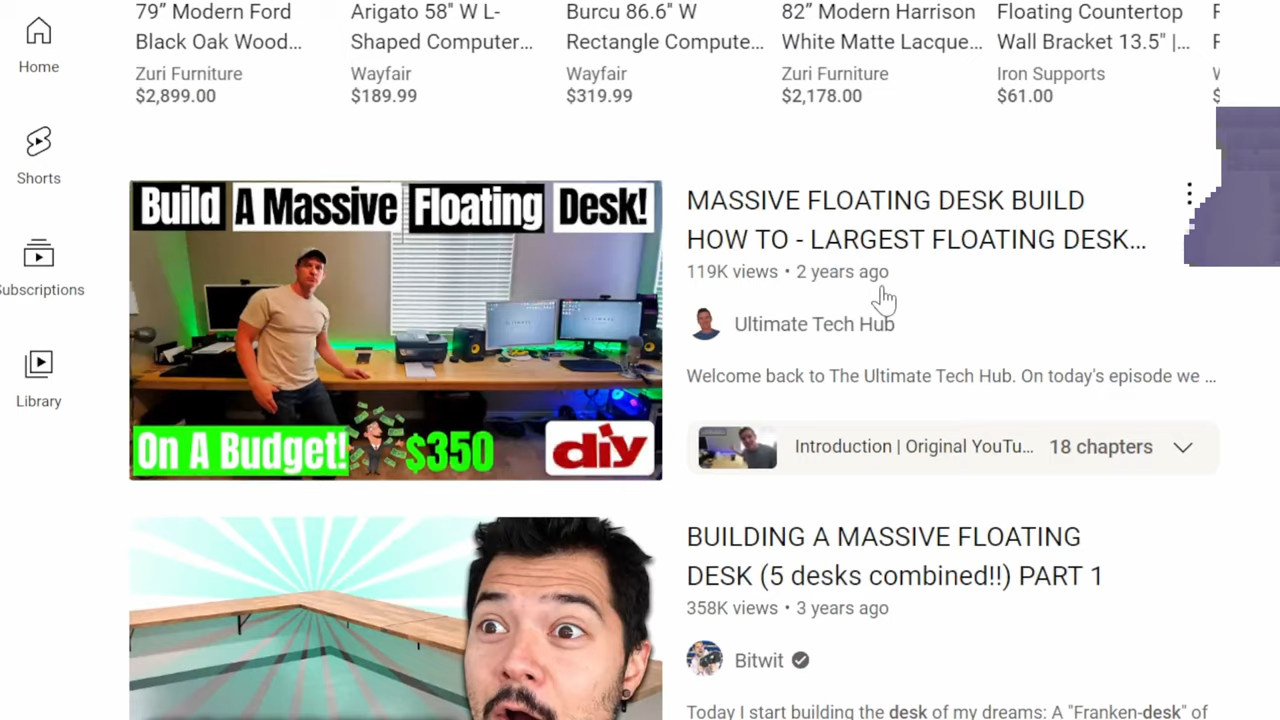 79” Modern Ford
Black Oak Wood...
Zuri Furniture
$2,899.00
Arigato 58" W L-
Shaped Computer...
Wayfair
$189.99
Burcu 86.6" W
Rectangle Compute...
Wayfair
$319.99
82” Modern Harrison
White Matte Lacque...
Zuri Furniture
$2,178.00
Floating Countertop
Wall Bracket 13.5" |...
Iron Supports
$61.00
Home
Shorts
Subscriptions
Library
Build A Massive Floating Desk!
On A Budget! $350 diy
MASSIVE FLOATING DESK BUILD
HOW TO - LARGEST FLOATING DESK...
119K views • 2 years ago
Ultimate Tech Hub
Welcome back to The Ultimate Tech Hub. On today's episode we ...
Introduction | Original YouTu... 18 chapters
BUILDING A MASSIVE FLOATING
DESK (5 desks combined!!) PART 1
358K views • 3 years ago
Bitwit
Today I start building the desk of my dreams: A "Franken-desk" of